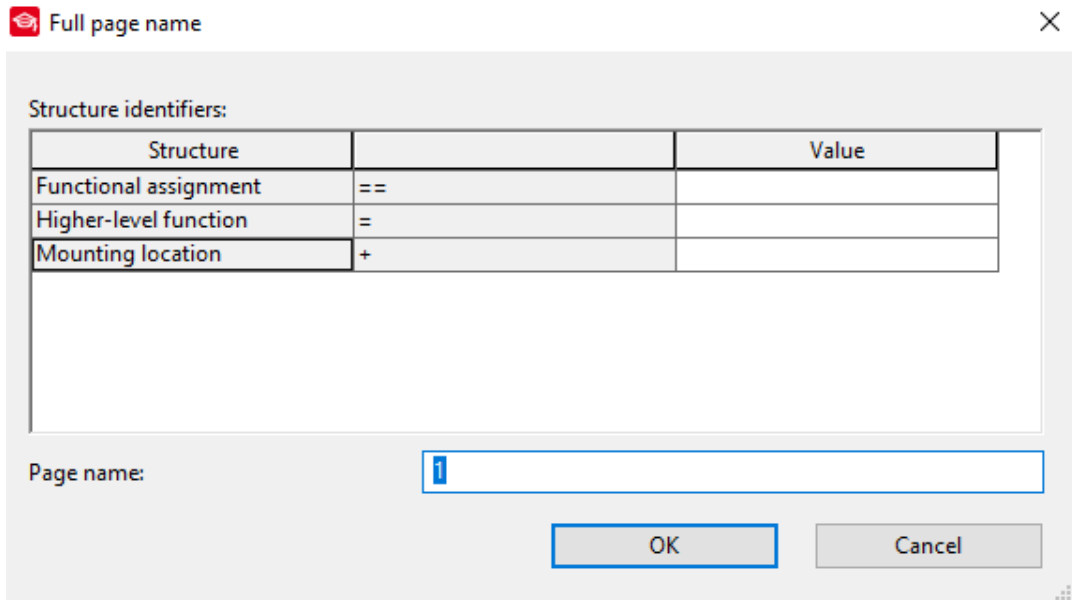 Full page name
Structure identifiers:
Structure Value
Functional assignment ==
Higher-level function =
Mounting location +
Page name: 1
OK Cancel